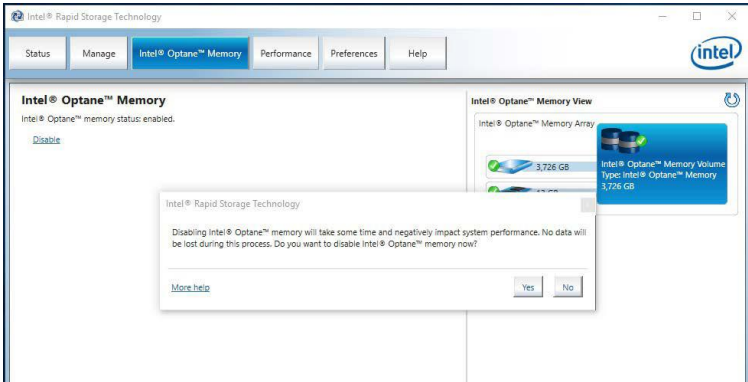 Intel® Rapid Storage Technology
Status
Manage
Intel® Optane™ Memory
Performance
Preferences
Help
intel
Intel® Optane™ Memory
Intel® Optane™ memory status: enabled.
Disable
Intel® Optane™ Memory View
Intel® Optane™ Memory Array
3,726 GB
Intel® Optane™ Memory Volume
Type: Intel® Optane™ Memory
3,726 GB
Intel® Rapid Storage Technology
Disabling Intel® Optane™ memory will take some time and negatively impact system performance. No data will
be lost during this process. Do you want to disable Intel® Optane™ memory now?
More help
Yes
No